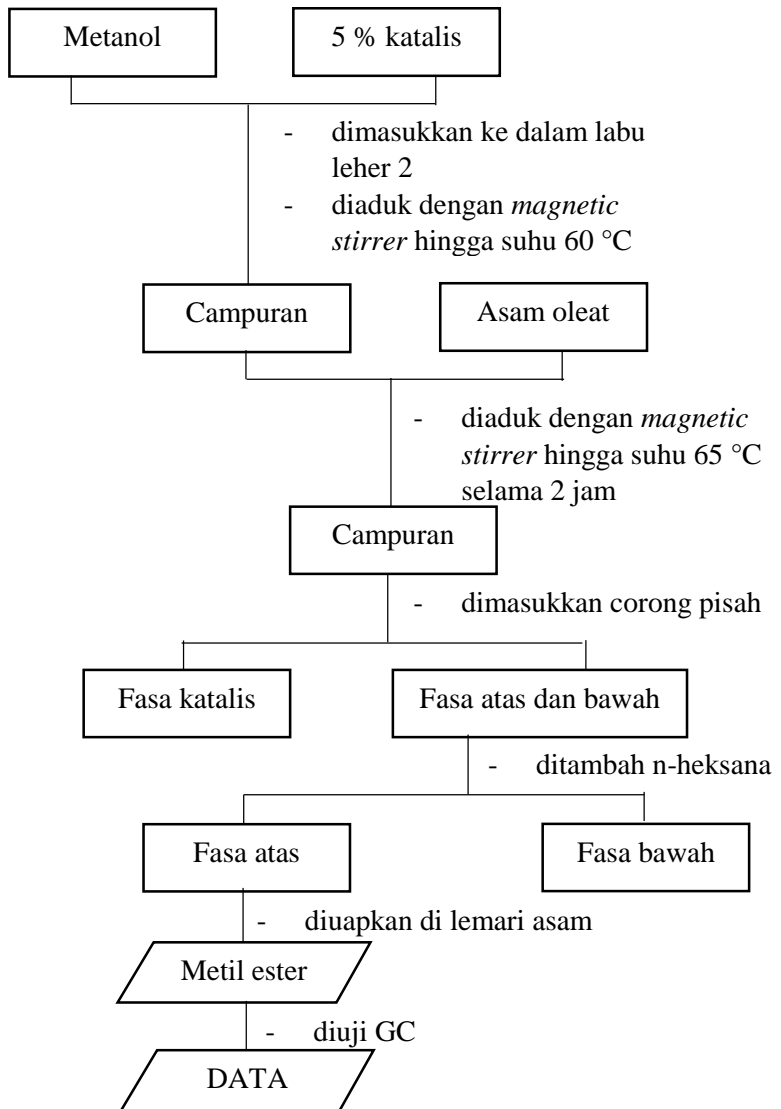 Metanol
5 % katalis
- dimasukkan ke dalam labu
leher 2
- diaduk dengan magnetic
stirrer hingga suhu 60 °C
Campuran
Asam oleat
- diaduk dengan magnetic
stirrer hingga suhu 65 °C
selama 2 jam
Campuran
- dimasukkan corong pisah
Fasa katalis
Fasa atas dan bawah
- ditambah n-heksana
Fasa atas
Fasa bawah
- diuapkan di lemari asam
Metil ester
- diuji GC
DATA